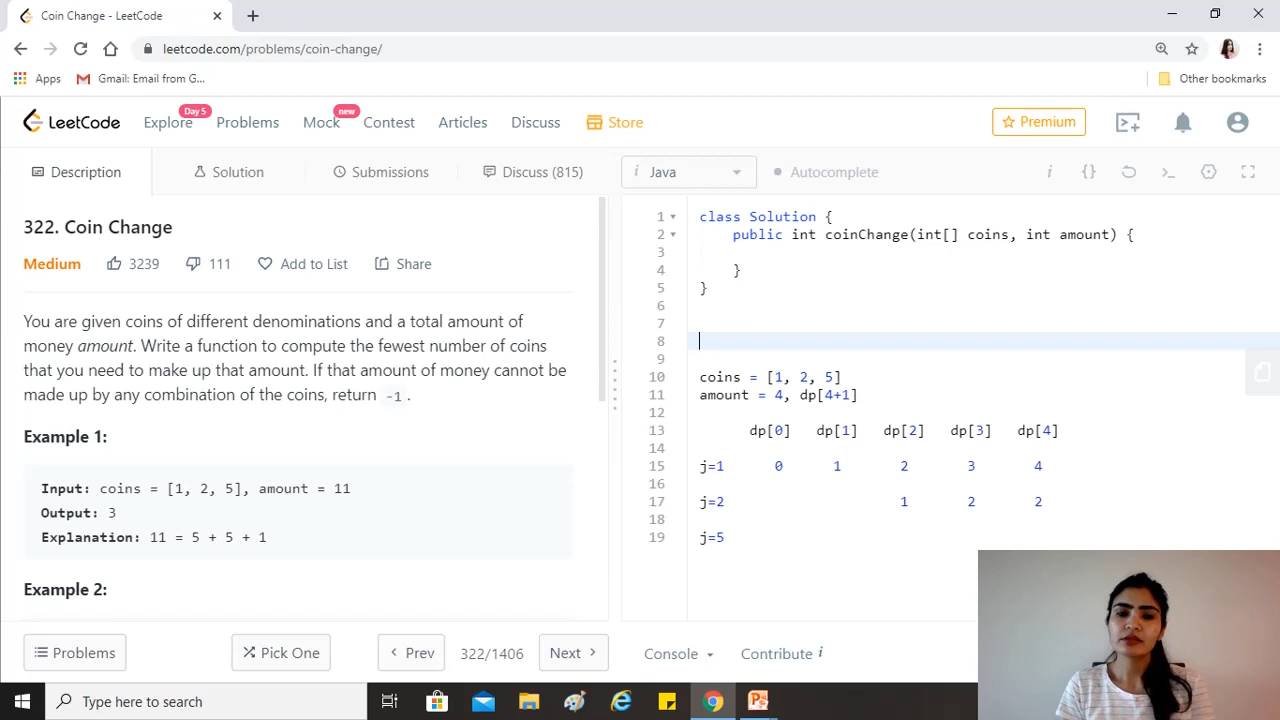 Coin Change - LeetCode
leetcode.com/problems/coin-change/
Apps Gmail: Email from G... Other bookmarks
LeetCode Explore Day 5 Problems Mock new Contest Articles Discuss Store Premium
Description Solution Submissions Discuss (815)
i Java Autocomplete i {}
322. Coin Change
Medium 3239 111 Add to List Share
You are given coins of different denominations and a total amount of
money amount. Write a function to compute the fewest number of coins
that you need to make up that amount. If that amount of money cannot be
made up by any combination of the coins, return -1 .
Example 1:
Input: coins = [1, 2, 5], amount = 11
Output: 3
Explanation: 11 = 5 + 5 + 1
Example 2:
1 class Solution {
2 public int coinChange(int[] coins, int amount) {
3
4 }
5 }
6
7
8
9
10 coins = [1, 2, 5]
11 amount = 4, dp[4+1]
12
13 dp[0] dp[1] dp[2] dp[3] dp[4]
14
15 j=1 0 1 2 3 4
16
17 j=2 1 2 2
18
19 j=5
Problems Pick One Prev 322/1406 Next Console Contribute i
Type here to search